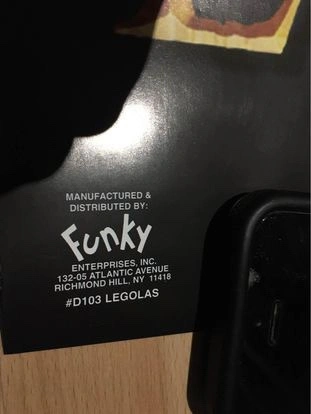 MANUFACTURED &
DISTRIBUTED BY:
Funky
ENTERPRISES, INC.
132-05 ATLANTIC AVENUE
RICHMOND HILL, NY 11418
#D103 LEGOLAS